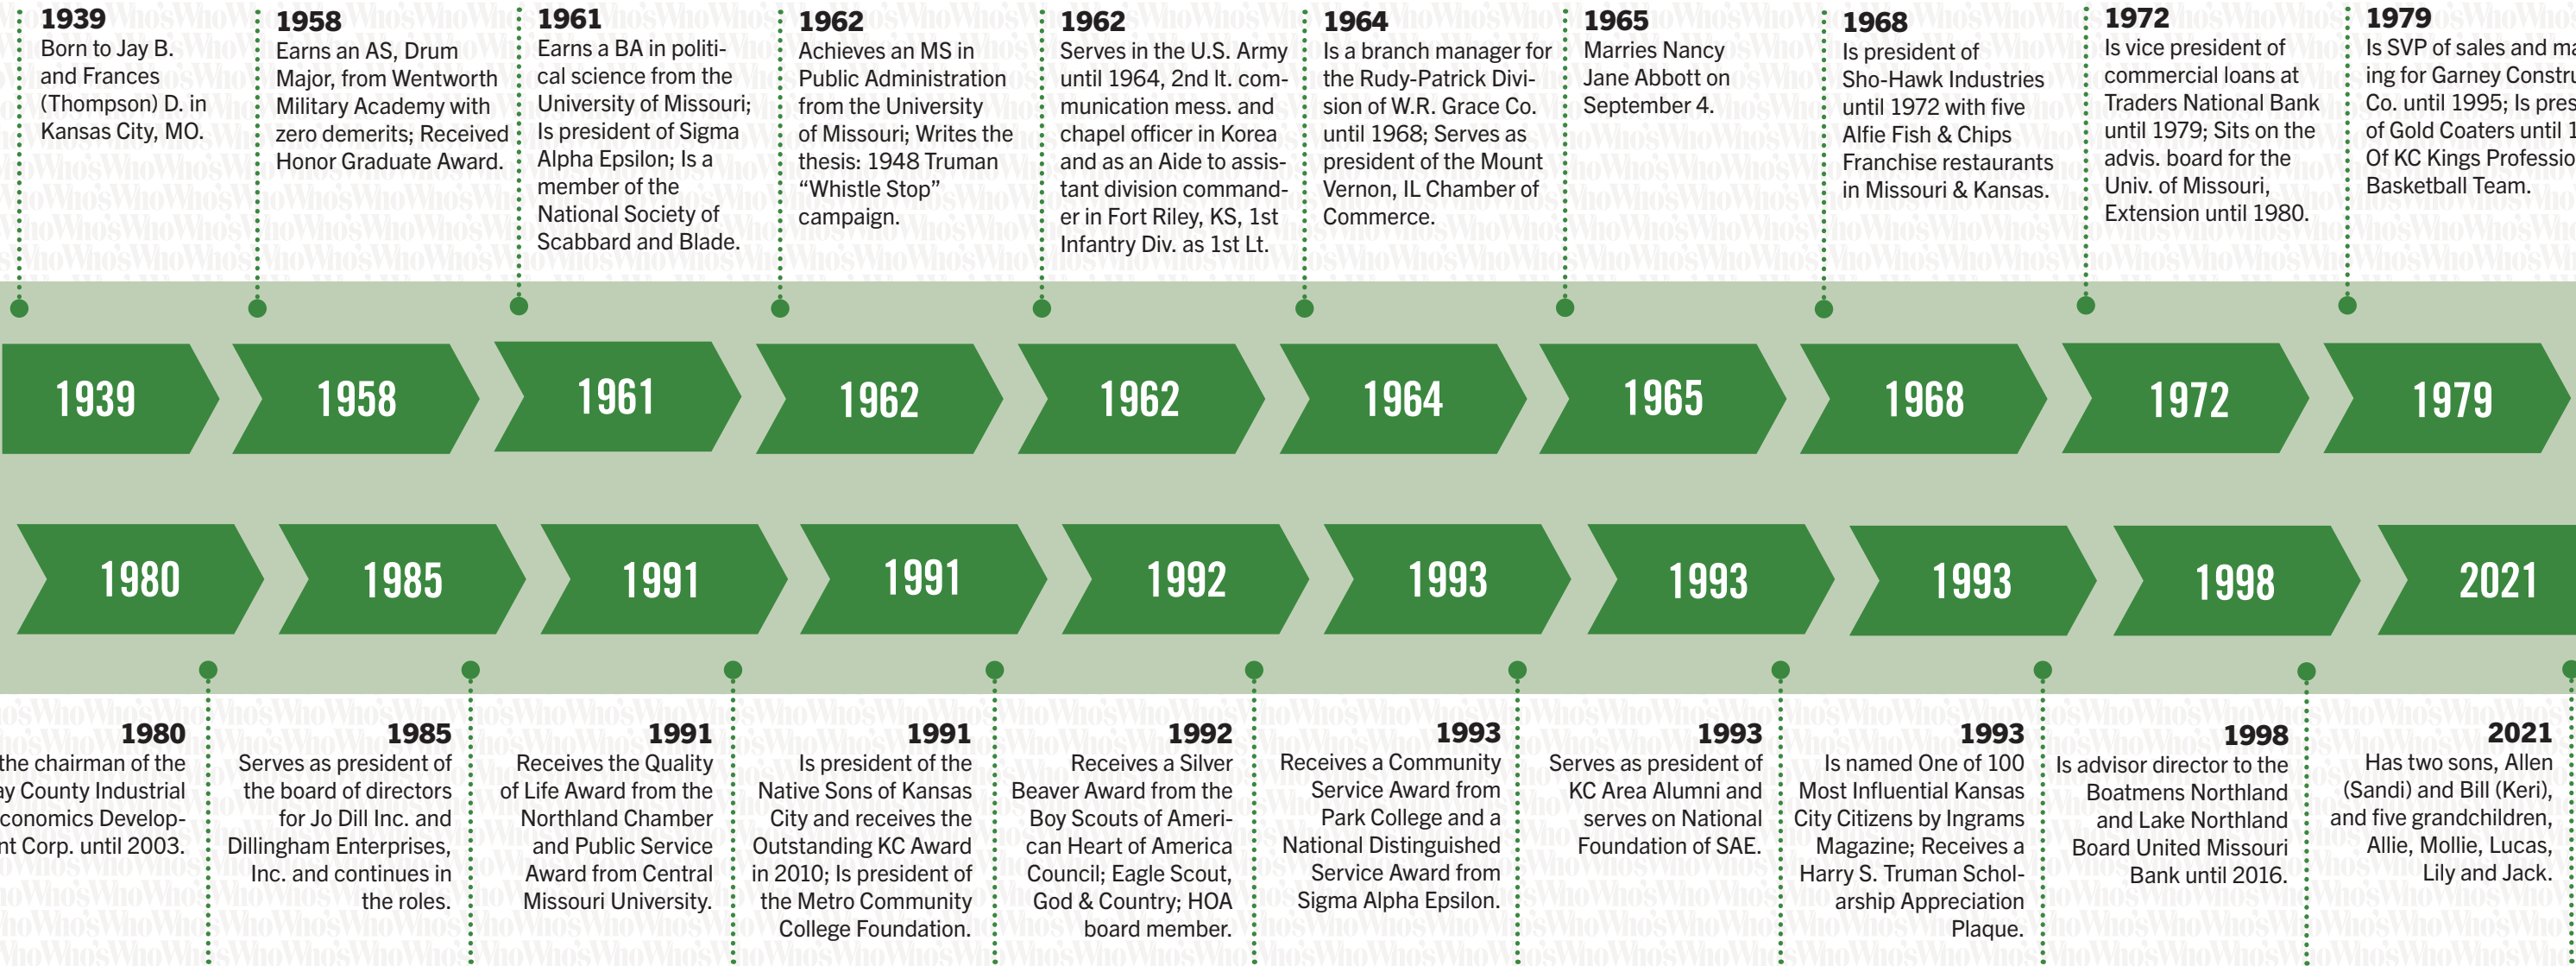 1939
Born to Jay B.
and Frances
(Thompson) D. in
Kansas City, MO.
1958
Earns an AS, Drum
Major, from Wentworth
Military Academy with
zero demerits; Received
Honor Graduate Award.
1961
Earns a BA in politi-
cal science from the
University of Missouri;
Is president of Sigma
Alpha Epsilon; Is a
member of the
National Society of
Scabbard and Blade.
1962
Achieves an MS in
Public Administration
from the University
of Missouri; Writes the
thesis: 1948 Truman
“Whistle Stop”
campaign.
1962
Serves in the U.S. Army
until 1964, 2nd lt. com-
munication mess. and
chapel officer in Korea
and as an Aide to assis-
tant division command-
er in Fort Riley, KS, 1st
Infantry Div. as 1st Lt.
1964
Is a branch manager for
the Rudy-Patrick Divi-
sion of W.R. Grace Co.
until 1968; Serves as
president of the Mount
Vernon, IL Chamber of
Commerce.
1965
Marries Nancy
Jane Abbott on
September 4.
1968
Is president of
Sho-Hawk Industries
until 1972 with five
Alfie Fish & Chips
Franchise restaurants
in Missouri & Kansas.
1972
Is vice president of
commercial loans at
Traders National Bank
until 1979; Sits on the
advis. board for the
Univ. of Missouri,
Extension until 1980.
1979
Is SVP of sales and ma
ing for Garney Constru
Co. until 1995; Is pres
of Gold Coaters until 1
Of KC Kings Professio
Basketball Team.
1939
1958
1961
1962
1962
1964
1965
1968
1972
1979
1980
1985
1991
1991
1992
1993
1993
1993
1998
2021
1980
the chairman of the
ay County Industrial
conomics Develop-
nt Corp. until 2003.
1985
Serves as president of
the board of directors
for Jo Dill Inc. and
Dillingham Enterprises,
Inc. and continues in
the roles.
1991
Receives the Quality
of Life Award from the
Northland Chamber
and Public Service
Award from Central
Missouri University.
1991
Is president of the
Native Sons of Kansas
City and receives the
Outstanding KC Award
in 2010; Is president of
the Metro Community
College Foundation.
1992
Receives a Silver
Beaver Award from the
Boy Scouts of Ameri-
can Heart of America
Council; Eagle Scout,
God & Country; HOA
board member.
1993
Receives a Community
Service Award from
Park College and a
National Distinguished
Service Award from
Sigma Alpha Epsilon.
1993
Serves as president of
KC Area Alumni and
serves on National
Foundation of SAE.
1993
Is named One of 100
Most Influential Kansas
City Citizens by Ingrams
Magazine; Receives a
Harry S. Truman Schol-
arship Appreciation
Plaque.
1998
Is advisor director to the
Boatmens Northland
and Lake Northland
Board United Missouri
Bank until 2016.
2021
Has two sons, Allen
(Sandi) and Bill (Keri),
and five grandchildren,
Allie, Mollie, Lucas,
Lily and Jack.